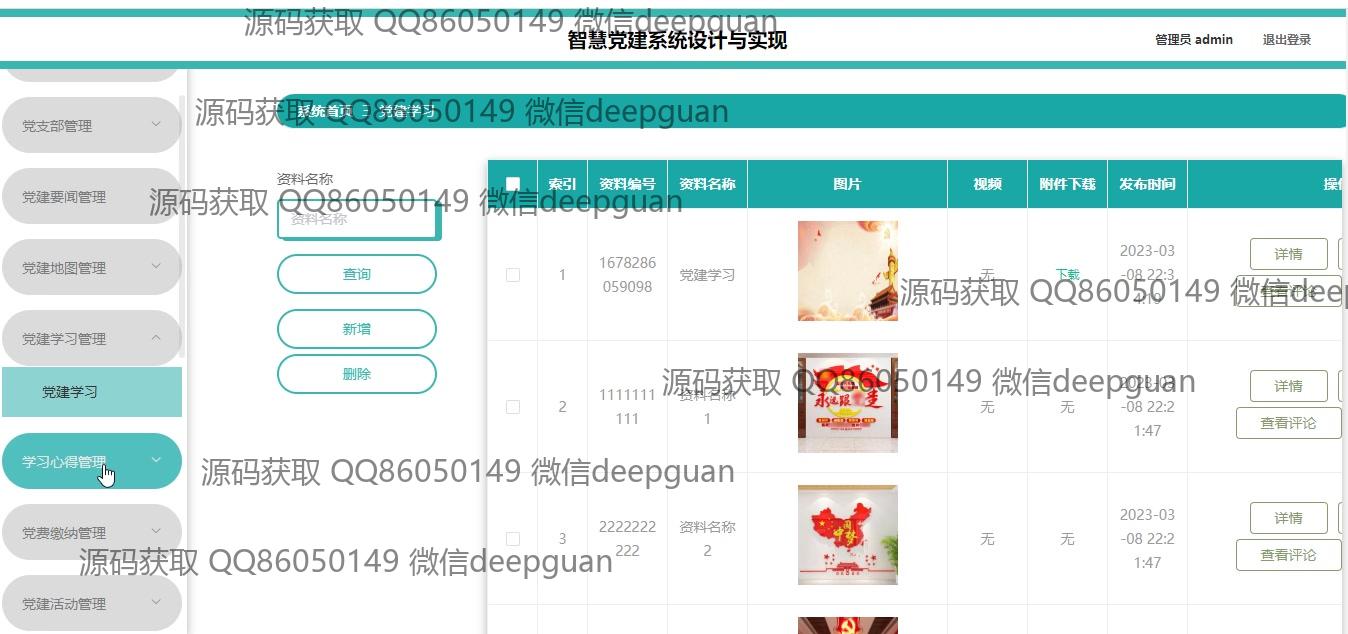 源码获取 QQ86050149 微信deepguan
智慧党建系统设计与实现
管理员 admin
退出登录
源码获取 QQ86050149 微信deepguan
系统首页
党建学习
党支部管理
党建要闻管理
党建地图管理
党建学习管理
党建学习
学习心得管理
党费缴纳管理
党建活动管理
资料名称
源码获取 QQ86050149 微信deepguan
资料名称
查询
新增
删除
索引
资料编号
资料名称
图片
视频
附件下载
发布时间
1
1678286
059098
党建学习
无
下载
2023-03
-08 22:3
详情
查看评论
源码获取 QQ86050149 微信deep
源码获取 QQ86050149 微信deepguan
2
1111111
111
资料名称
1
无
无
2023-03
-08 22:2
1:47
详情
查看评论
源码获取 QQ86050149 微信deepguan
3
2222222
222
资料名称
2
中国
梦
无
无
2023-03
-08 22:2
1:47
详情
查看评论
源码获取 QQ86050149 微信deepguan